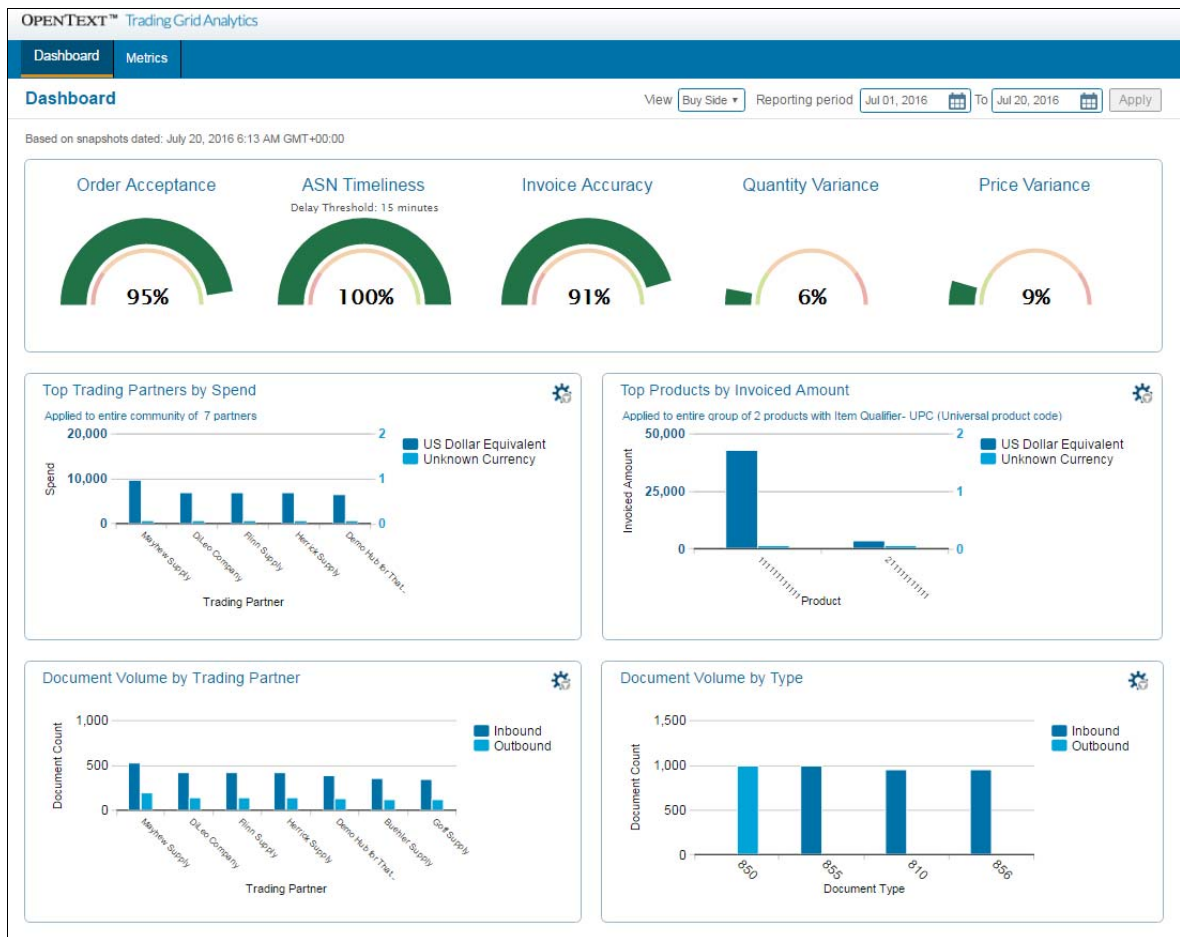 OPENTEXT™ Trading Grid Analytics
Dashboard Metrics
Dashboard View Buy Side Reporting period Jul 01, 2016 To Jul 20, 2016 Apply
Based on snapshots dated: July 20, 2016 6:13 AM GMT+00:00
Order Acceptance ASN Timeliness Invoice Accuracy Quantity Variance Price Variance
Delay Threshold: 15 minutes
95% 100% 91% 6% 9%
Top Trading Partners by Spend
Applied to entire community of 7 partners
20,000 2
10,000 1
0 0
Spend
US Dollar Equivalent
Unknown Currency
Mayhew Supply
DiLeo Company
Flinn Supply
Herrick Supply
Demo Hub for That...
Trading Partner
Top Products by Invoiced Amount
Applied to entire group of 2 products with Item Qualifier- UPC (Universal product code)
50,000 2
25,000 1
0 0
Invoiced Amount
US Dollar Equivalent
Unknown Currency
Product
Document Volume by Trading Partner
1,000
500
0
Document Count
Inbound
Outbound
Mayhew Supply
DiLeo Company
Flinn Supply
Herrick Supply
Demo Hub for That...
Buehler Supply
Goff Supply
Trading Partner
Document Volume by Type
1,500
1,000
500
0
Document Count
Inbound
Outbound
850
855
810
856
Document Type